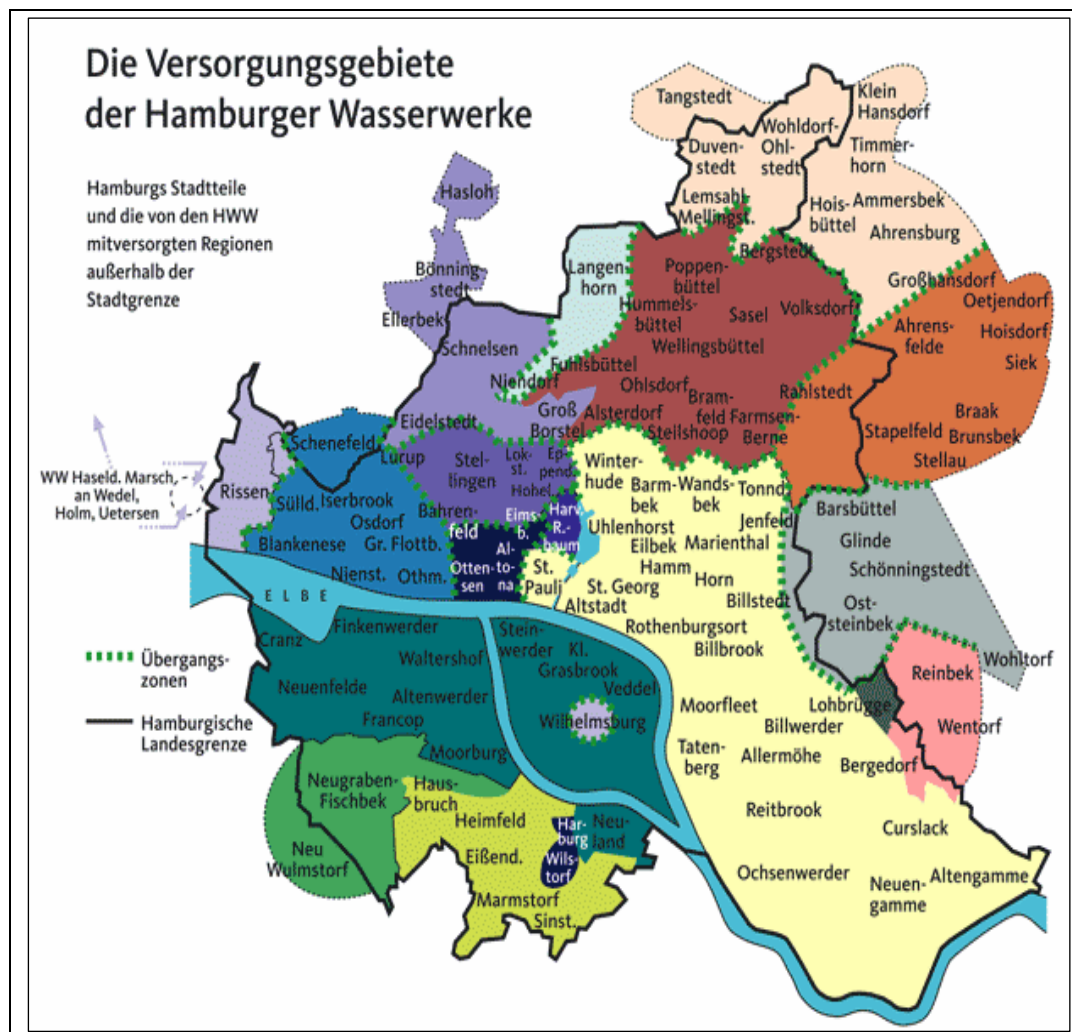 Die Versorgungsgebiete
der Hamburger Wasserwerke
Hamburgs Stadtteile
und die von den HWW
mitversorgten Regionen
außerhalb der
Stadtgrenze
Tangstedt
Klein
Hansdorf
Wohldorf-
Ohl-
stedt
Duven-
stedt
Timmer-
horn
Lemsahl
Mellingst.
Hois-
büttel
Ammersbek
Ahrensburg
Hasloh
Bönning-
stedt
Ellerbek
Langen-
horn
Bergstedt
Poppen-
büttel
Hummels-
büttel
Sasel
Volksdorf
Wellingsbüttel
Großhansdorf
Oetjendorf
Ahrens-
felde
Hoisdorf
Siek
Schnelsen
Fuhlsbüttel
Niendorf
Ohlsdorf
Rahlstedt
Groß
Borstel
Alsterdorf
Bram-
feld
Farmsen-
Berne
Steilshoop
Braak
Stapelfeld
Brunsbek
Stellau
Eidelstedt
Schenefeld
Lurup
Stel-
lingen
Lok-
st.
Ep-
pend.
Hohel.
Winter-
hude
Barm-
bek
Wands-
bek
Tonnd.
WW Haseld. Marsch,
an Wedel,
Holm, Uetersen
Rissen
Sülld.
Iserbrook
Osdorf
Bahren-
feld
Eims-
b.
Harv.
R.-
baum
Uhlenhorst
Jenfeld
Barsbüttel
Blankenese
Gr. Flottb.
Eilbek
Marienthal
Glinde
Nienst.
Othm.
Otten-
sen
Al-
to-
na
St.
Pauli
Hamm
Horn
Schönningstedt
St. Georg
Altstadt
Billstedt
Ost-
steinbek
ELBE
Rothenburgsort
Billbrook
Cranz
Finkenwerder
Stein-
werder
Kl.
Grasbrook
Waltershof
Veddel
Wohltorf
Reinbek
Übergangs-
zonen
Neuenfelde
Altenwerder
Francop
Wilhelmsburg
Moorfleet
Lohbrügge
Billwerder
Wentorf
Hamburgische
Landesgrenze
Moorburg
Taten-
berg
Allermöhe
Bergedorf
Neugraben-
Fischbek
Haus-
bruch
Heimfeld
Har-
burg
Neu-
land
Reitbrook
Curslack
Neu
Wulmstorf
Eißend.
Wils-
torf
Ochsenwerder
Neuen-
gamme
Altengamme
Marmstorf
Sinst.